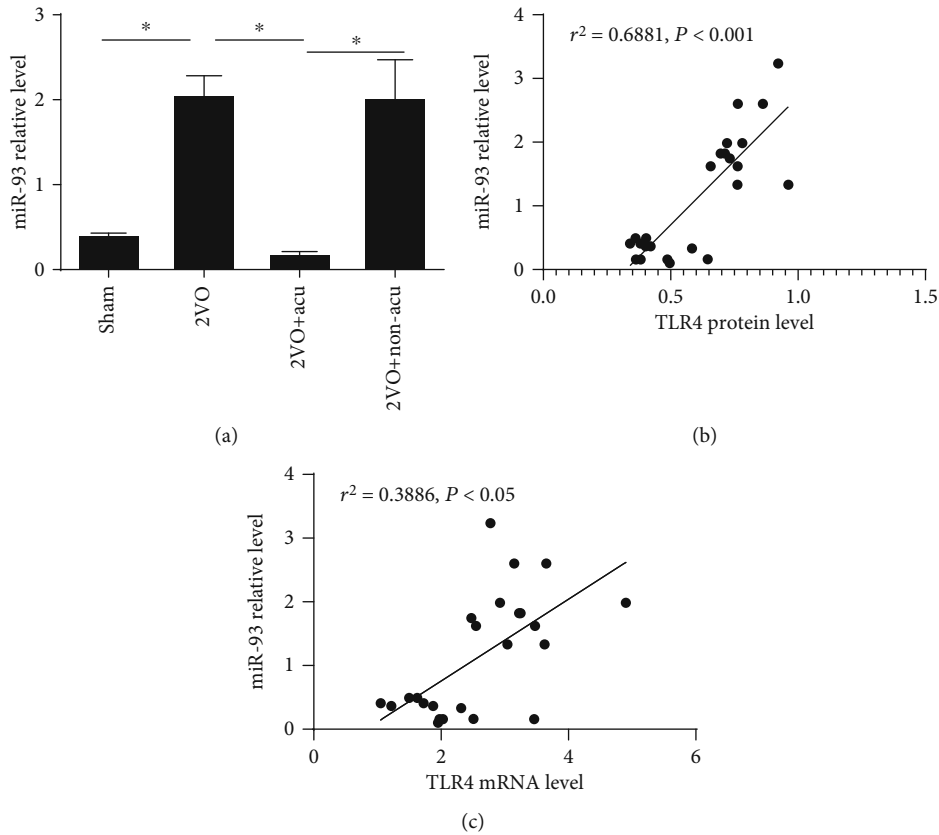 3
2
1
0
miR-93 relative level
*
*
*
Sham
2VO
2VO+acu
2VO+non-acu
(a)
4
3
2
1
0
miR-93 relative level
r² = 0.6881, P < 0.001
0.0
0.5
1.0
1.5
TLR4 protein level
(b)
4
3
2
1
0
miR-93 relative level
r² = 0.3886, P < 0.05
0
2
4
6
TLR4 mRNA level
(c)